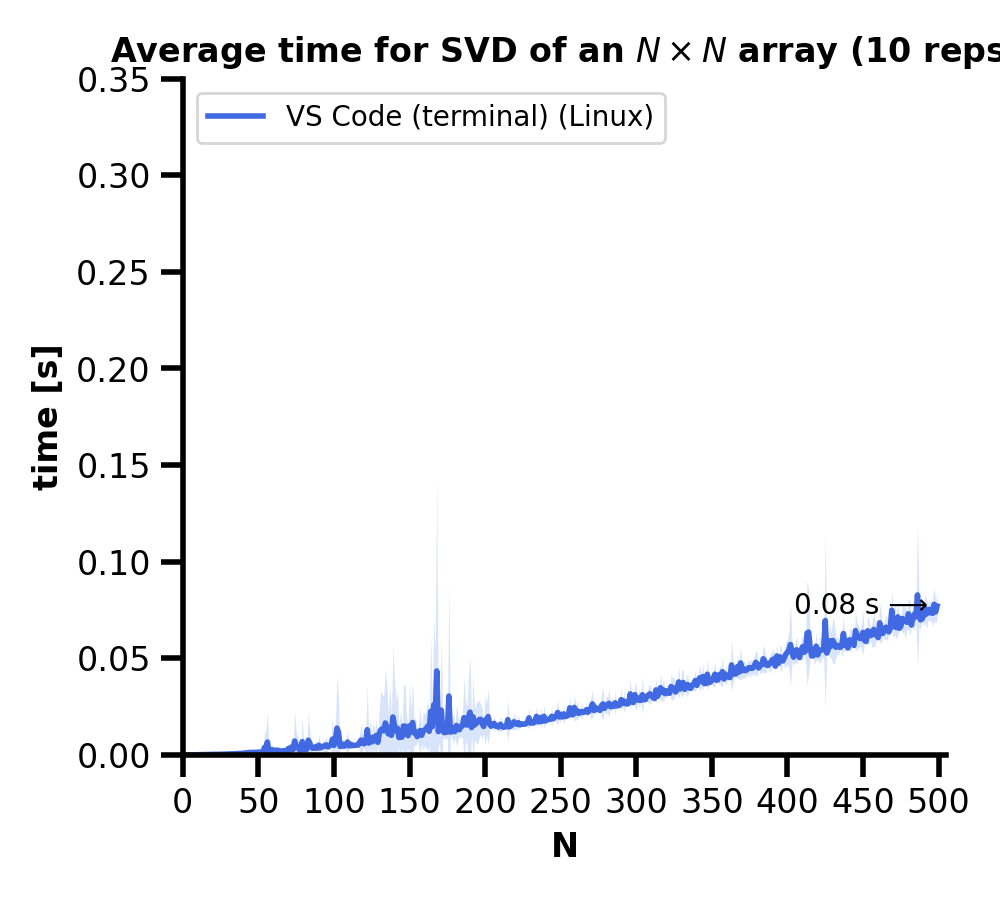 Average time for SVD of an N × N array (10 reps
0.35
VS Code (terminal) (Linux)
0.30
0.25
0.20
time [s]
0.15
0.10
0.08 s
0.05
0.00
0 50 100 150 200 250 300 350 400 450 500
N